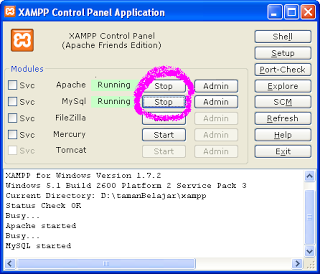 XAMPP Control Panel Application
XAMPP Control Panel
(Apache Friends Edition)
Shell
Setup
Modules
Port-Check
Svc Apache Running Stop Admin Explore
Svc MySql Running Stop Admin SCM
Svc FileZilla Start Admin Refresh
Svc Mercury Start Admin Help
Svc Tomcat Start Admin Exit
XAMPP for Windows Version 1.7.2
Windows 5.1 Build 2600 Platform 2 Service Pack 3
Current Directory: D:\tamanBelajar\xampp
Status Check OK
Busy...
Apache started
Busy...
MySQL started